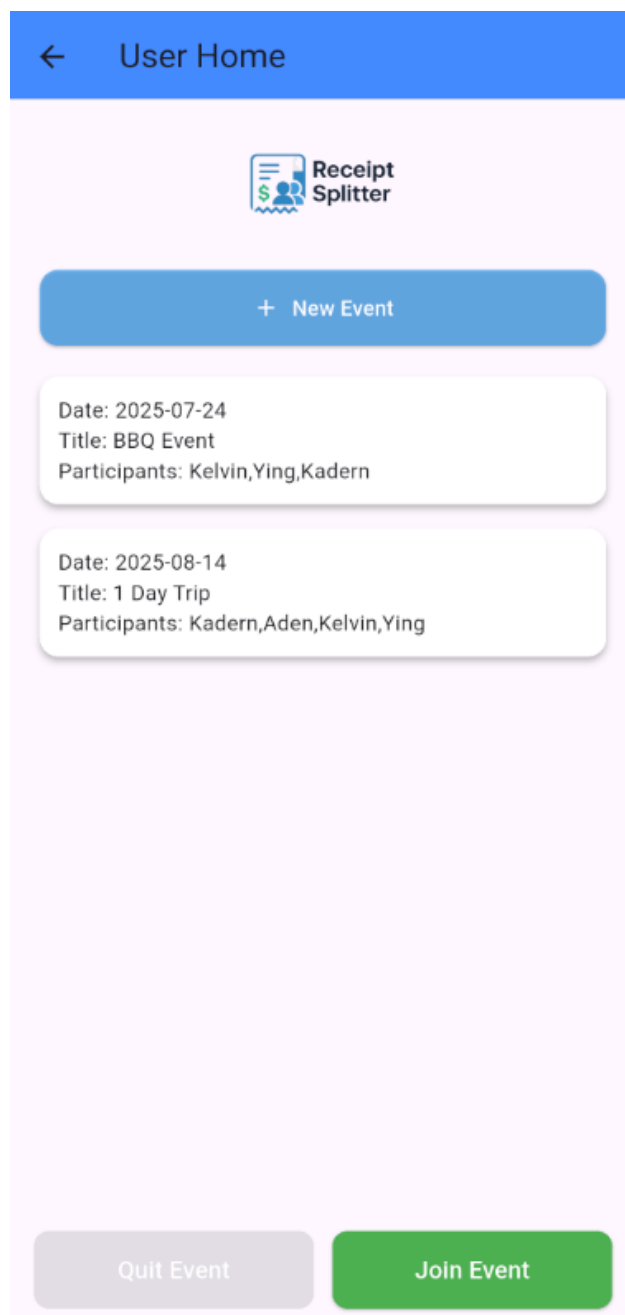 User Home
Receipt
Splitter
$
+ New Event
Date: 2025-07-24
Title: BBQ Event
Participants: Kelvin,Ying,Kadern
Date: 2025-08-14
Title: 1 Day Trip
Participants: Kadern,Aden,Kelvin,Ying
Quit Event
Join Event